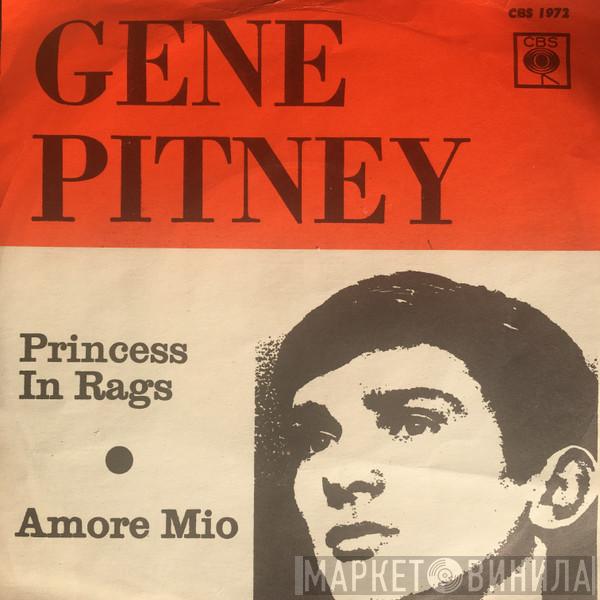 CBS 1972
CBS
GENE
PITNEY
Princess
In Rags
Amore Mio
МАРКЕТ ВИНИЛА